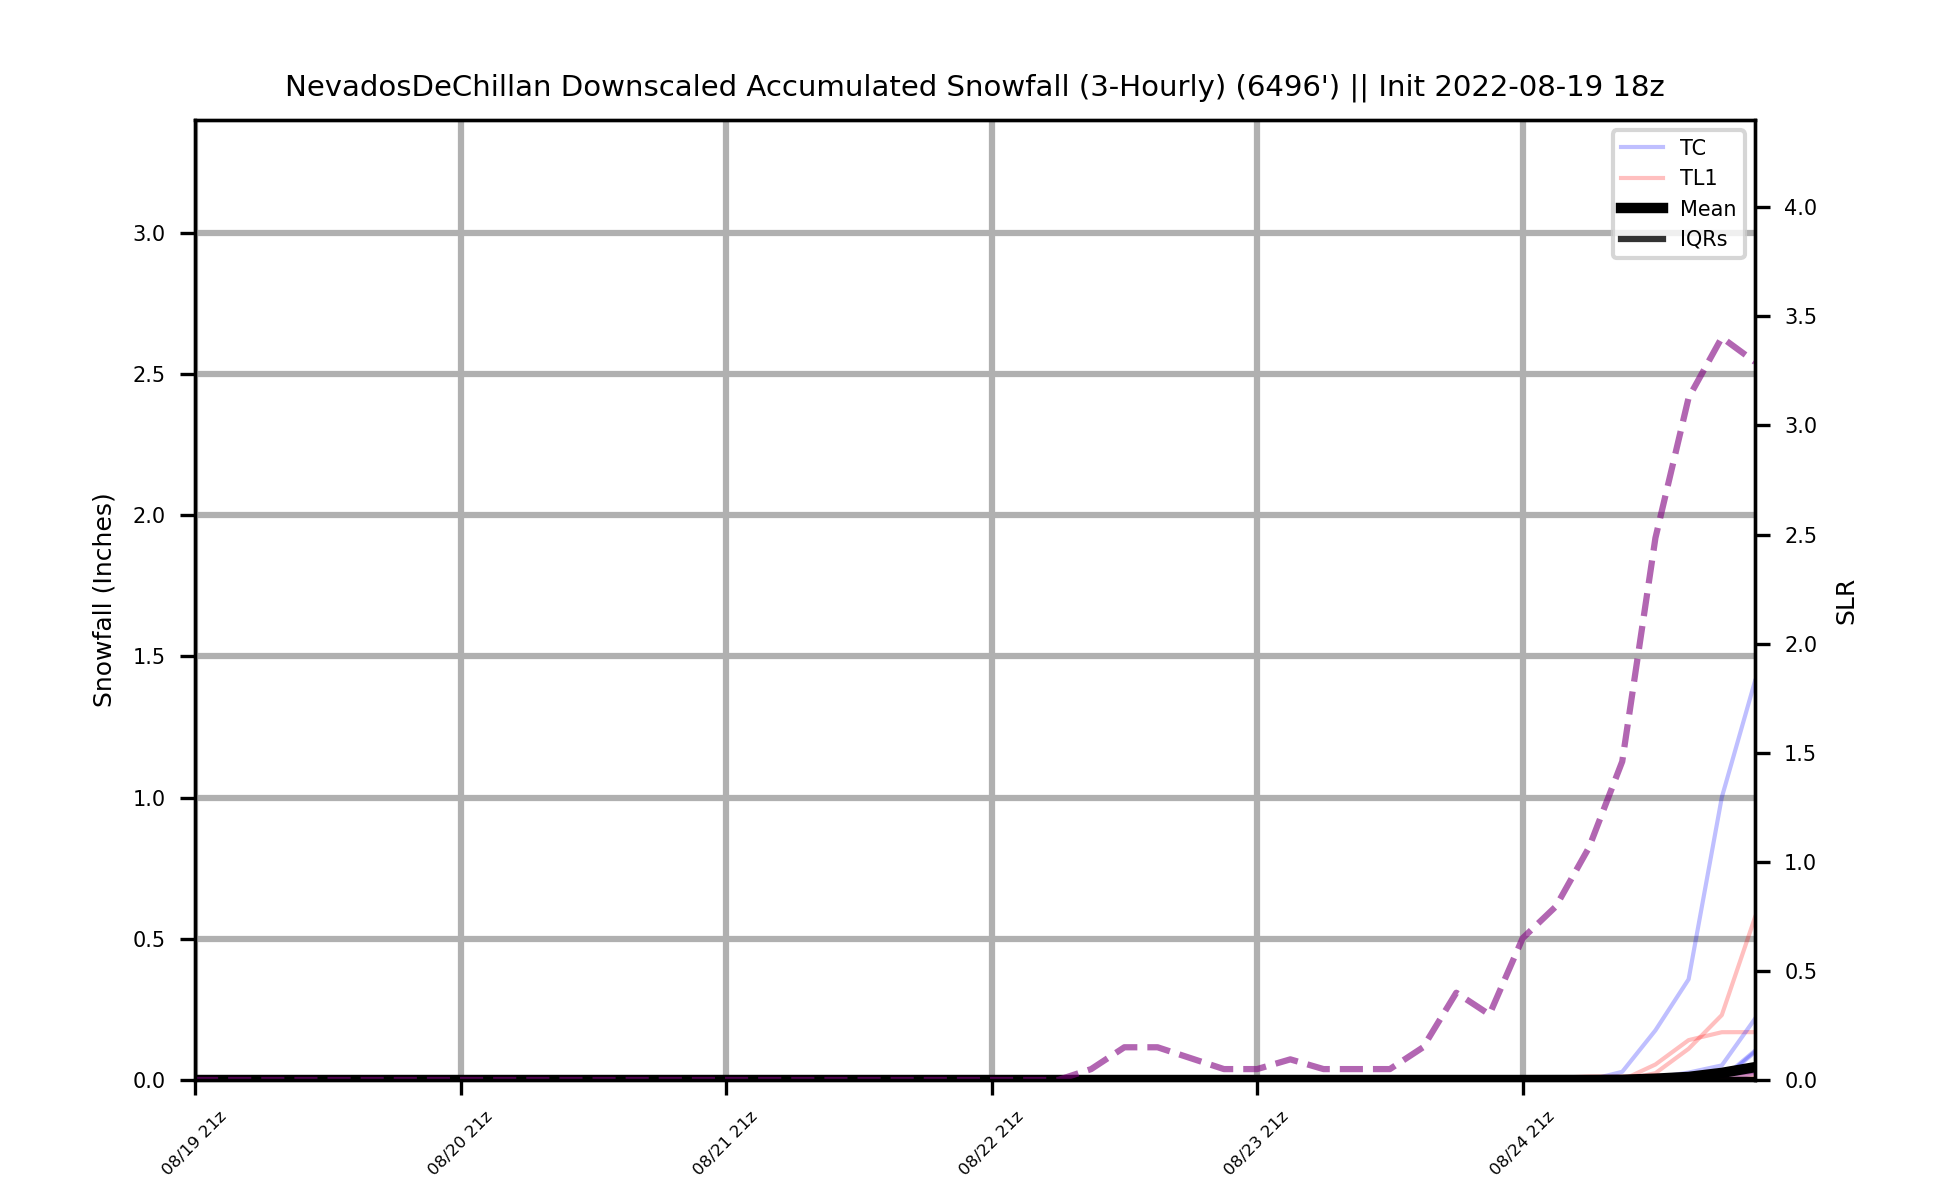 NevadosDeChillan Downscaled Accumulated Snowfall (3-Hourly) (6496') || Init 2022-08-19 18z
TC
TL1
Mean
IQRs
Snowfall (Inches)
3.0
2.5
2.0
1.5
1.0
0.5
0.0
4.0
3.5
3.0
2.5
2.0
1.5
1.0
0.5
0.0
SLR
08/19 21z
08/20 21z
08/21 21z
08/22 21z
08/23 21z
08/24 21z